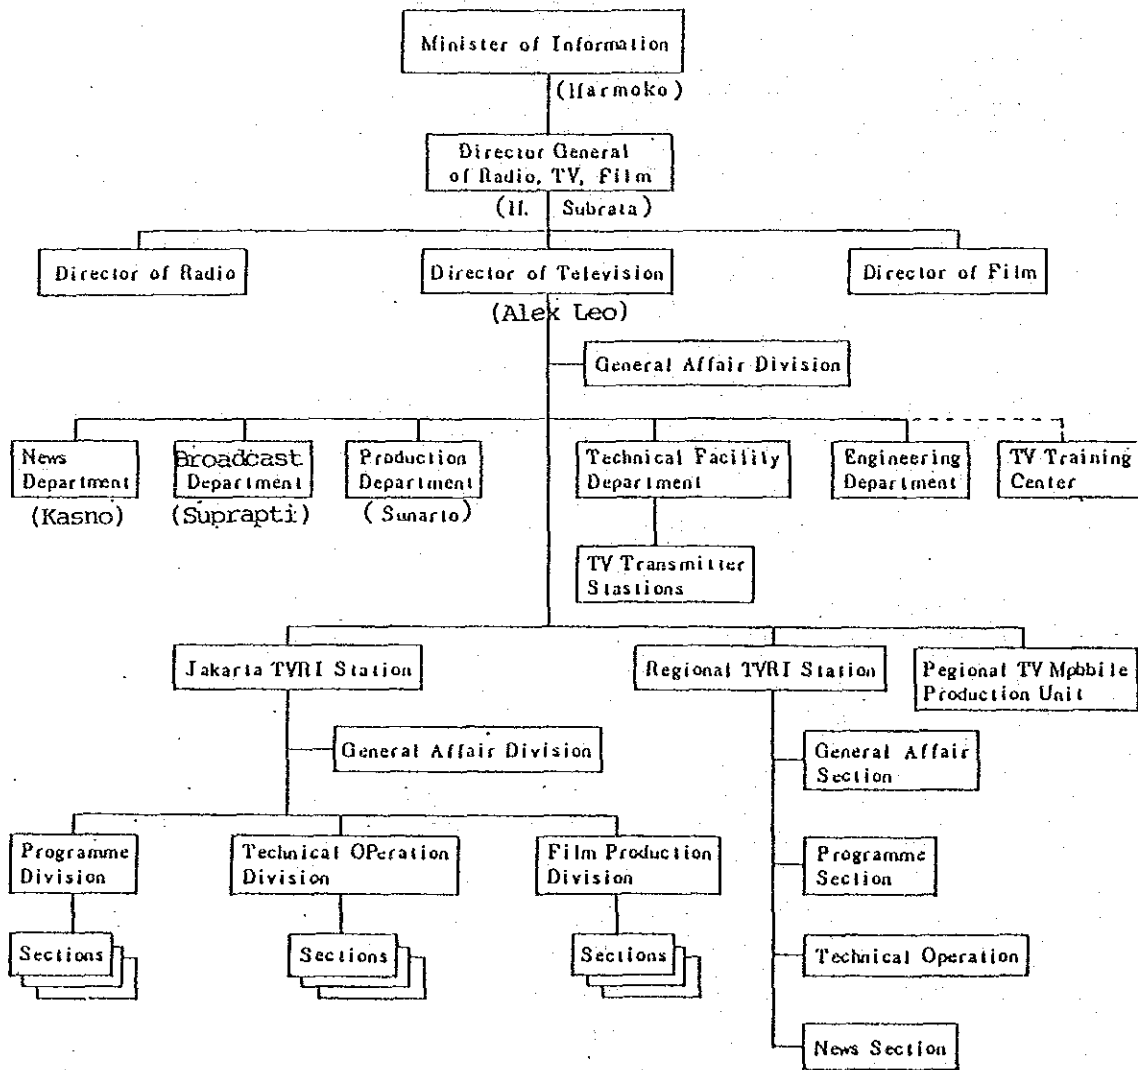 Minister of Information
(Harmoko)
Director General
of Radio, TV, Film
(H. Subrata)
Director of Radio
Director of Television
Director of Film
(Alex Leo)
General Affair Division
News
Department
(Kasno)
Broadcast
Department
(Suprapti)
Production
Department
(Sunarto)
Technical Facility
Department
Engineering
Department
TV Training
Center
TV Transmitter
Stastions
Jakarta TVRI Station
Regional TVRI Station
Pegional TV Mpbbile
Production Unit
General Affair Division
General Affair
Section
Programme
Division
Technical OPeration
Division
Film Production
Division
Programme
Section
Sections
Sections
Sections
Technical Operation
News Section